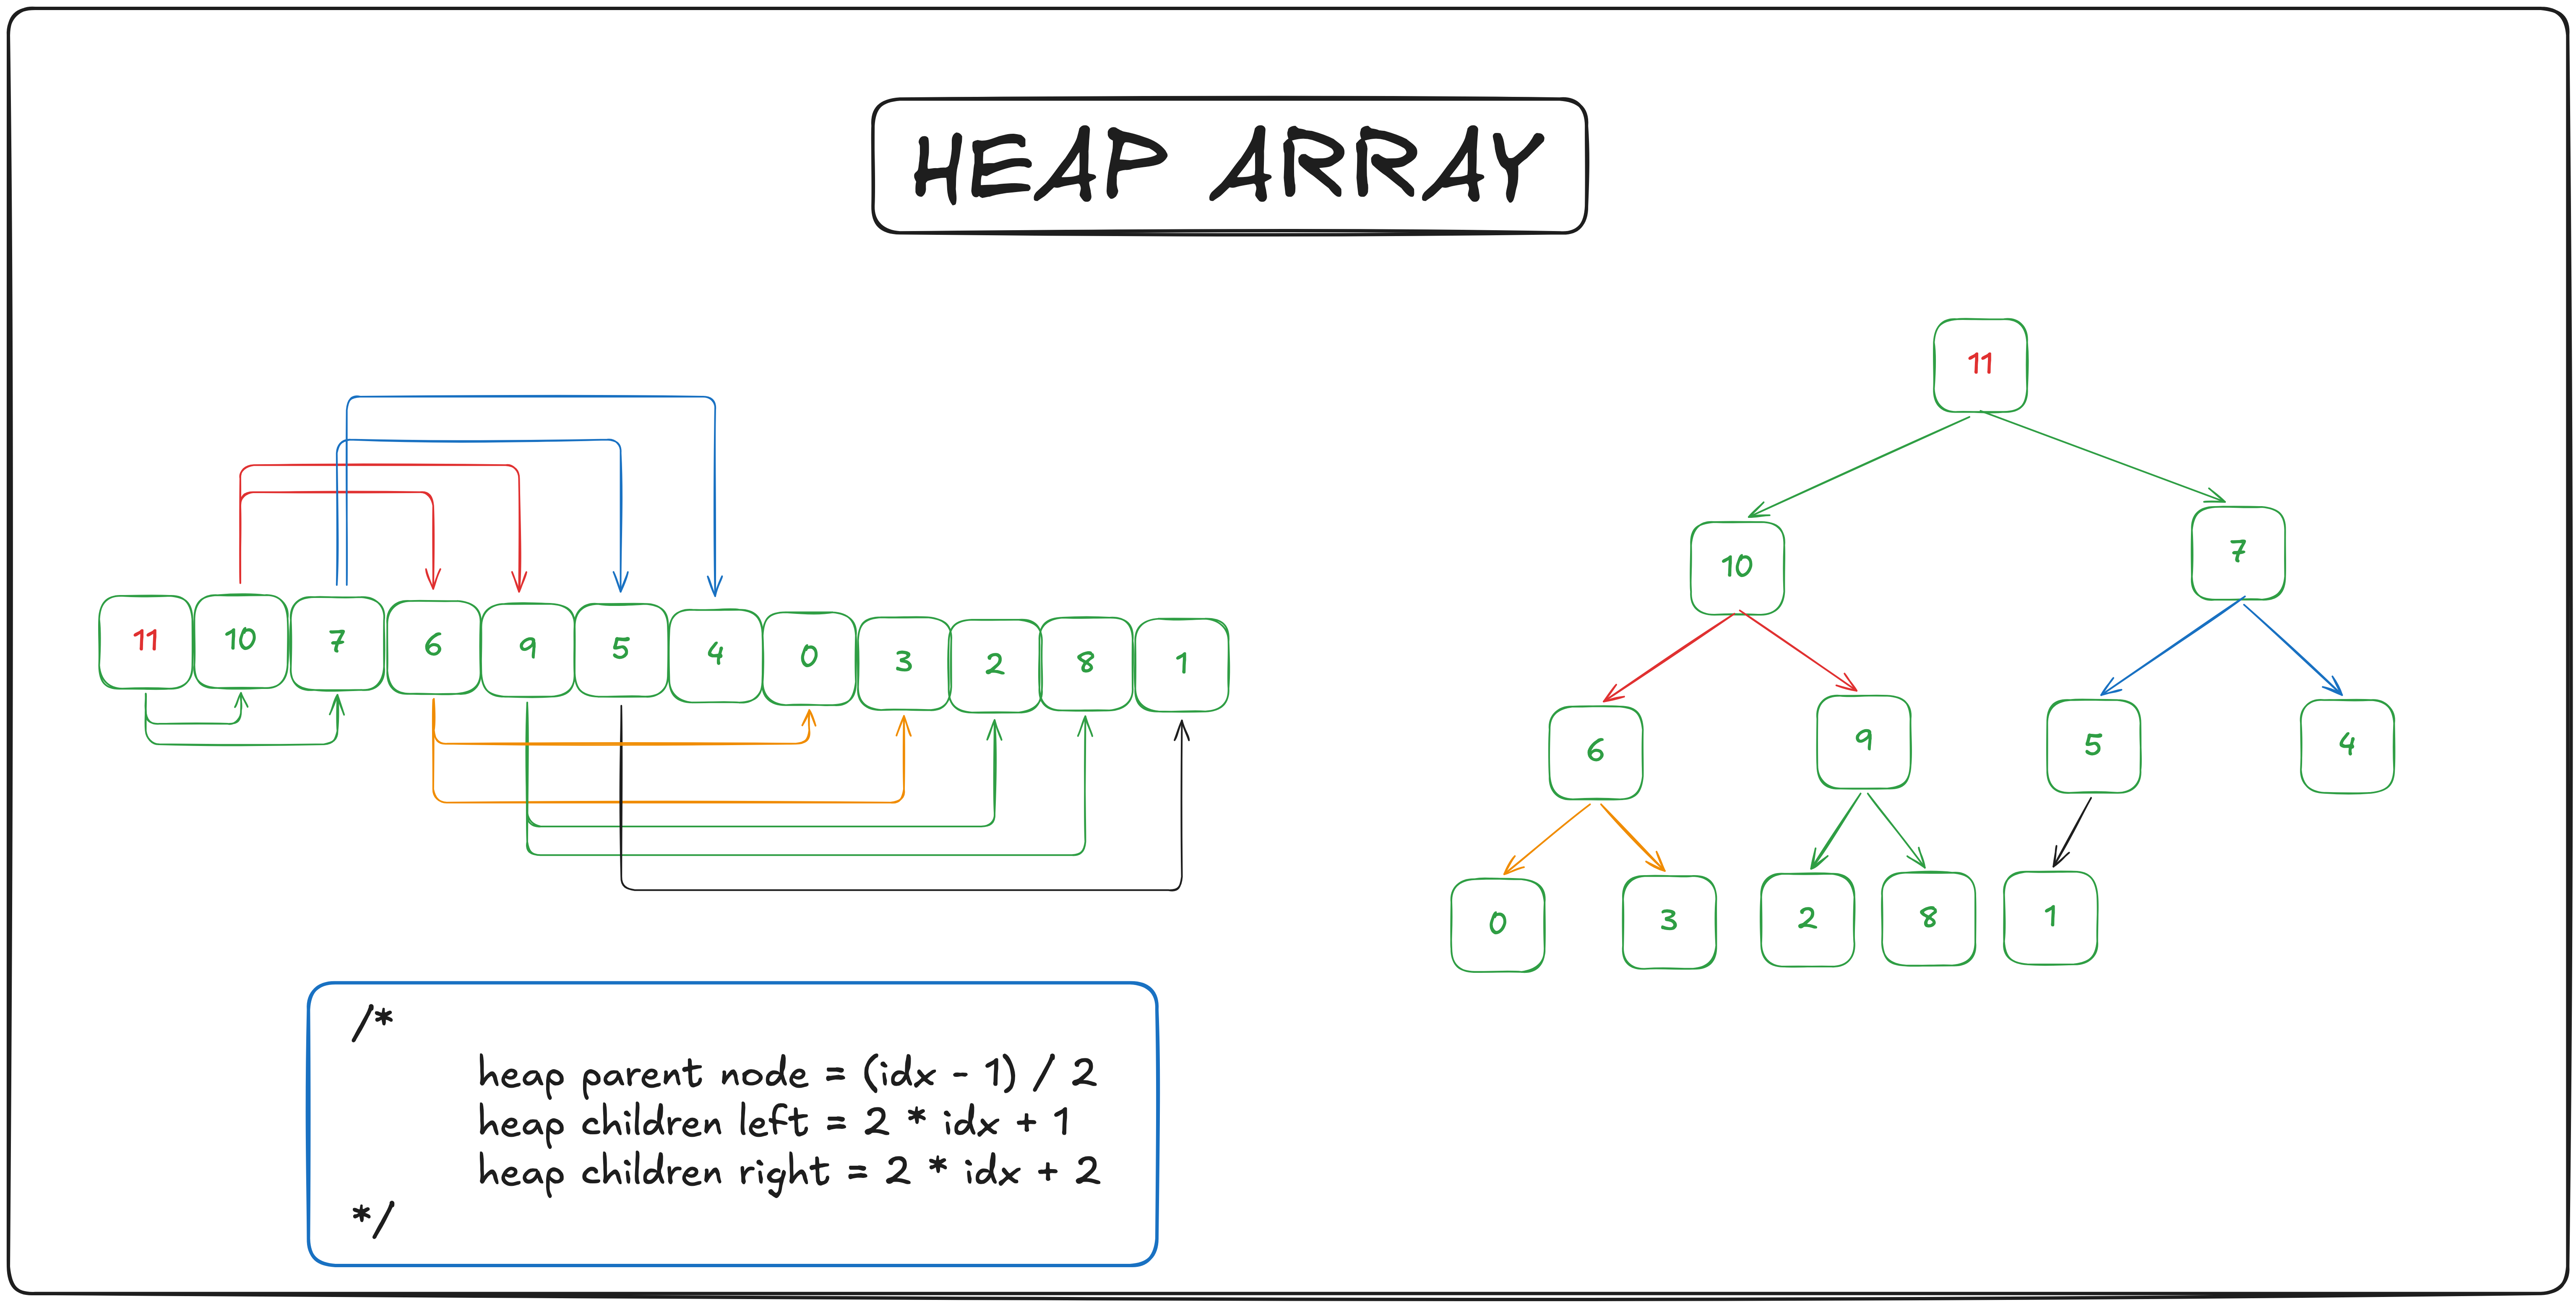 HEAP ARRAY
11 10 7 6 9 5 4 0 3 2 8 1
/*
heap parent node = (idx - 1) / 2
heap children left = 2 * idx + 1
heap children right = 2 * idx + 2
*/
11
10 7
6 9 5 4
0 3 2 8 1